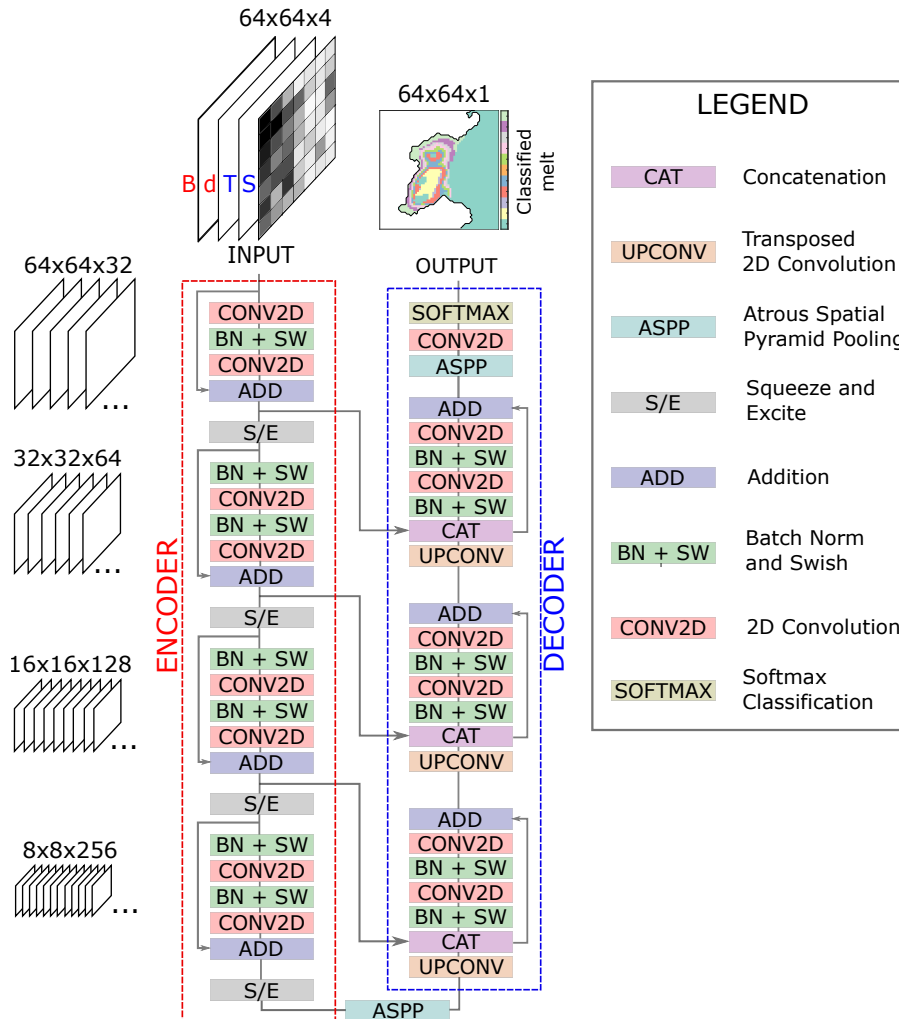 64x64x4
B d T S
INPUT
64x64x1
Classified
melt
OUTPUT
64x64x32
32x32x64
16x16x128
8x8x256
...
...
...
...
ENCODER
CONV2D
BN + SW
CONV2D
ADD
S/E
BN + SW
CONV2D
BN + SW
CONV2D
ADD
S/E
BN + SW
CONV2D
BN + SW
CONV2D
ADD
S/E
BN + SW
CONV2D
BN + SW
CONV2D
ADD
S/E
ASPP
DECODER
SOFTMAX
CONV2D
ASPP
ADD
CONV2D
BN + SW
CONV2D
BN + SW
CAT
UPCONV
ADD
CONV2D
BN + SW
CONV2D
BN + SW
CAT
UPCONV
ADD
CONV2D
BN + SW
CONV2D
BN + SW
CAT
UPCONV
LEGEND
CAT Concatenation
UPCONV Transposed
2D Convolution
ASPP Atrous Spatial
Pyramid Pooling
S/E Squeeze and
Excite
ADD Addition
BN + SW Batch Norm
and Swish
CONV2D 2D Convolution
SOFTMAX Softmax
Classification